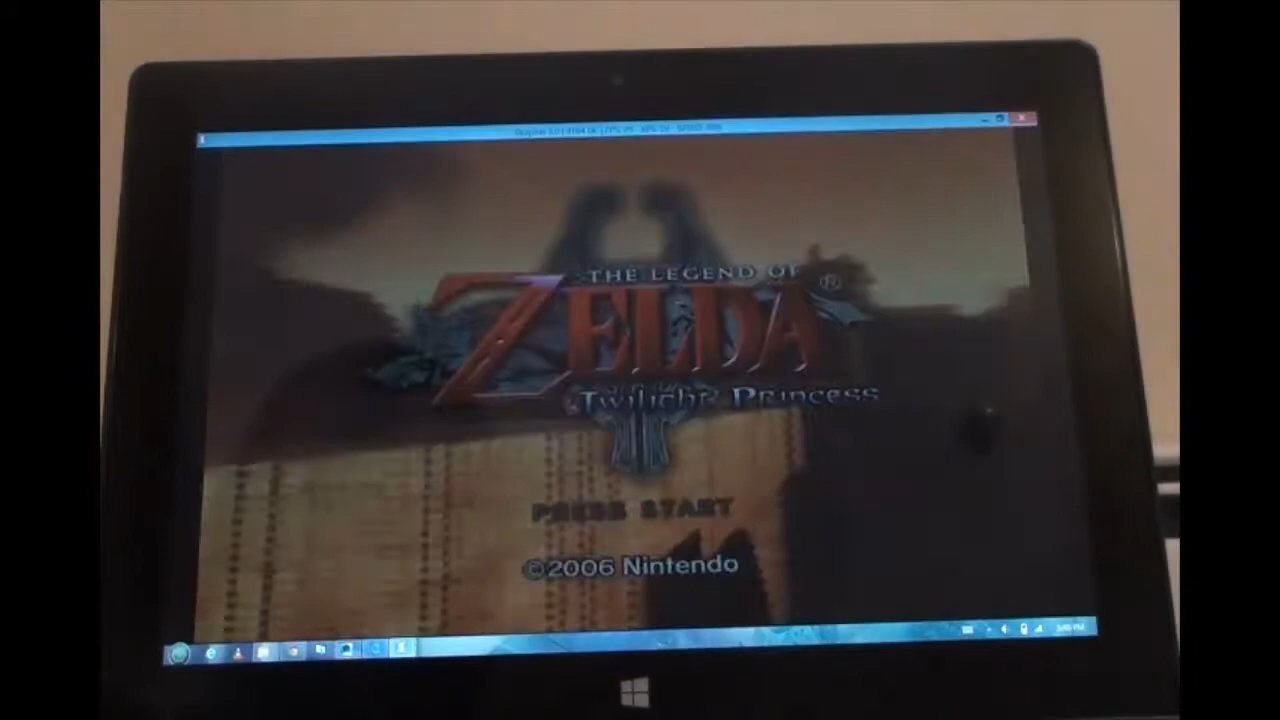 THE LEGEND OF
ZELDA®
Twilight Princess
PRESS START
©2006 Nintendo